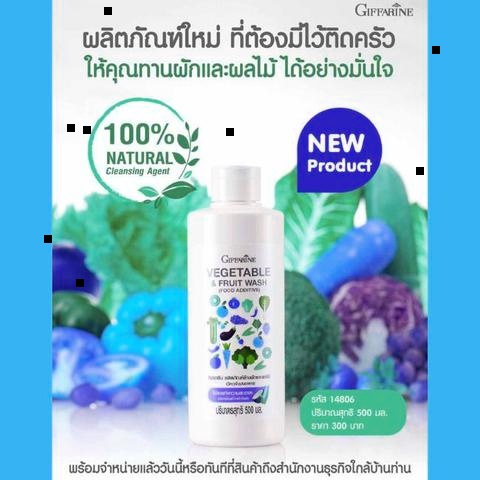 GIFFARINE
ผลิตภัณฑ์ใหม่ ที่ต้องมีไว้ติดครัว
ให้คุณทานผักและผลไม้ ได้อย่างมั่นใจ
100%
NATURAL
Cleansing Agent
NEW
Product
GIFFARINE
VEGETABLE
& FRUIT WASH
(FOOD ADDITIVE)
ปริมาตรสุทธิ 500 มล.
รหัส 14806
ปริมาณสุทธิ 500 มล.
ราคา 300 บาท
พร้อมจำหน่ายแล้ววันนี้หรือทันทีที่สินค้าถึงสำนักงานธุรกิจใกล้บ้านท่าน